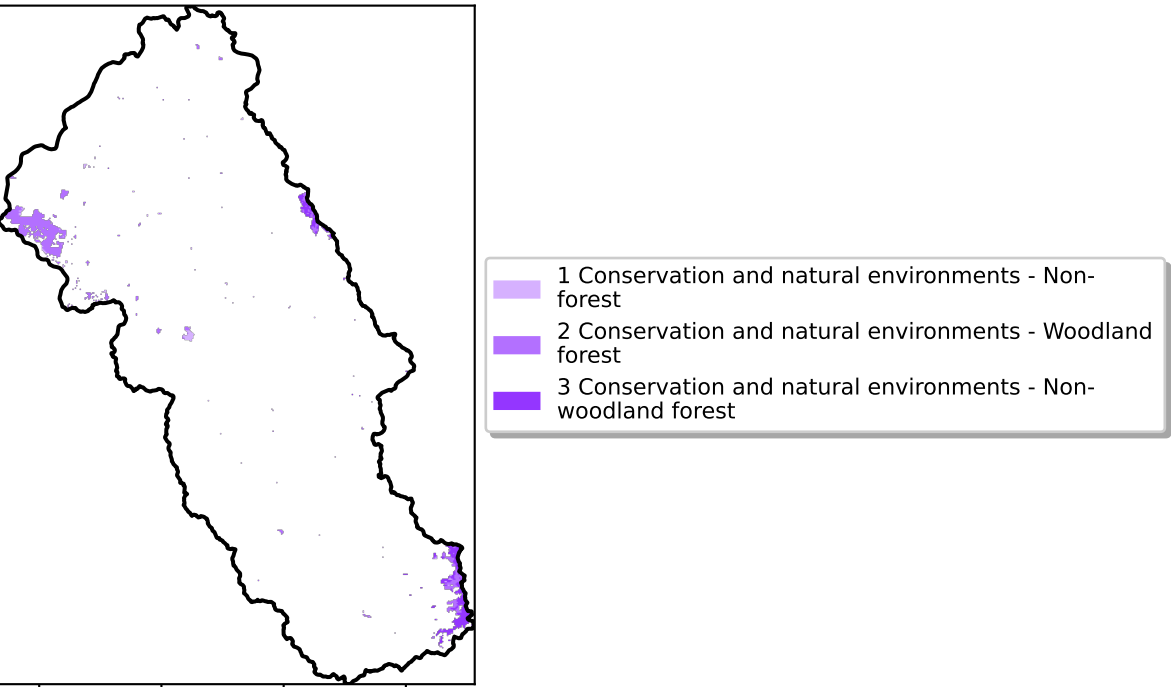 1 Conservation and natural environments - Non-
forest
2 Conservation and natural environments - Woodland
forest
3 Conservation and natural environments - Non-
woodland forest